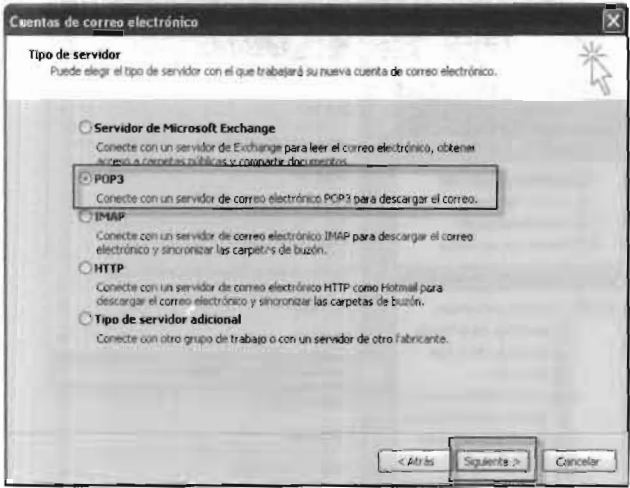 Cuentas de correo electrónico
Tipo de servidor
Puede elegir el tipo de servidor con el que trabajará su nueva cuenta de correo electrónico.
Servidor de Microsoft Exchange
Conecte con un servidor de Exchange para leer el correo electrónico, obtener
acceso a carpetas públicas y compartir documentos.
POP3
Conecte con un servidor de correo electrónico POP3 para descargar el correo.
IMAP
Conecte con un servidor de correo electrónico IMAP para descargar el correo
electrónico y sincronizar las carpetas de buzón.
HTTP
Conecte con un servidor de correo electrónico HTTP como Hotmail para
descargar el correo electrónico y sincronizar las carpetas de buzón.
Tipo de servidor adicional
Conecte con otro grupo de trabajo o con un servidor de otro fabricante.
< Atrás
Siguiente >
Cancelar